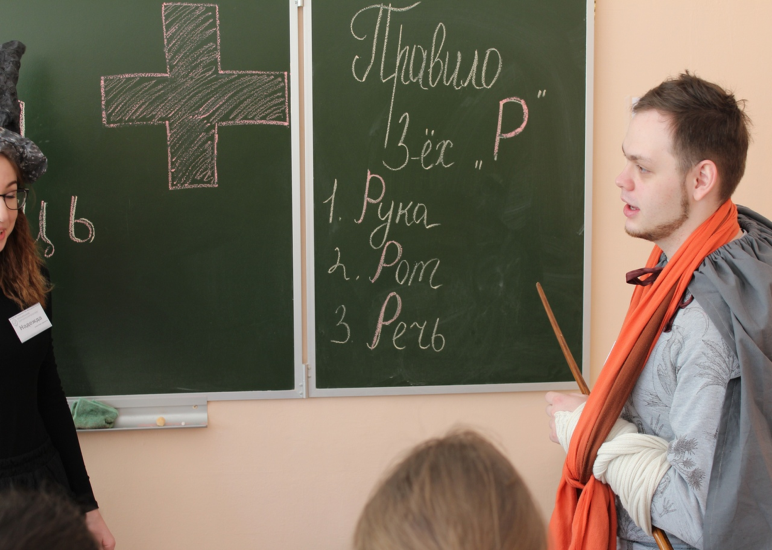 ь
Правило
3-ёх „Р"
1. Рука
2. Рот
3. Речь